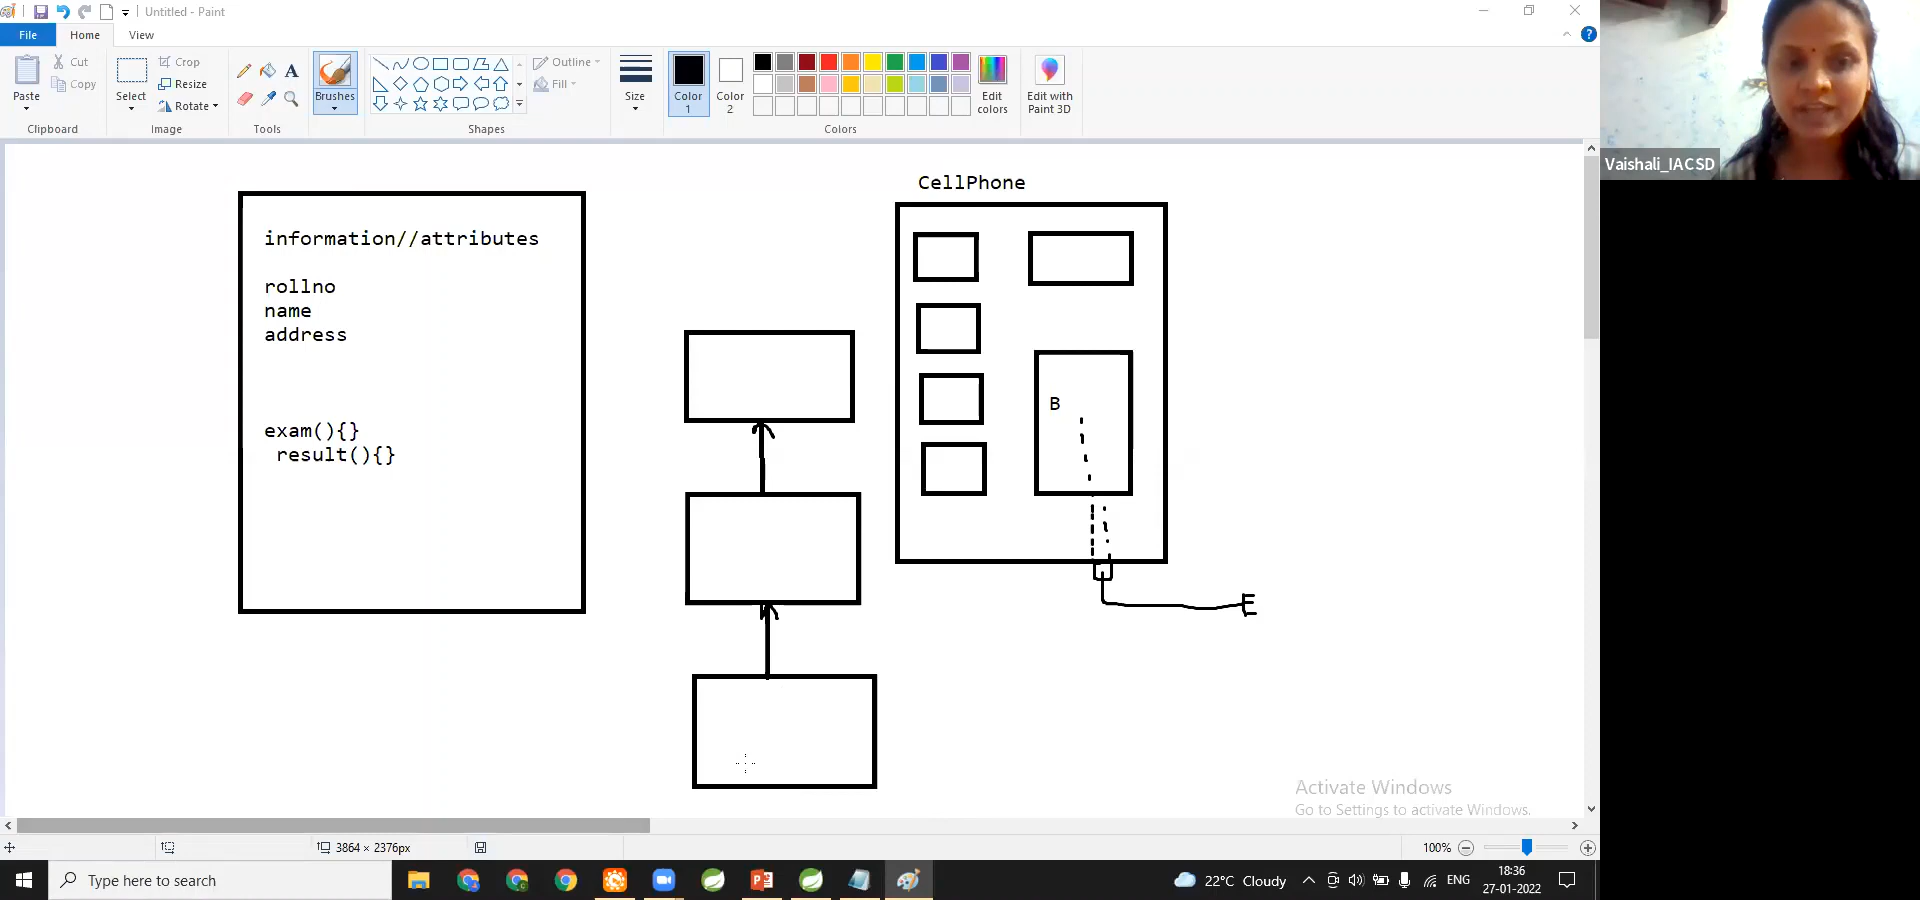 Untitled - Paint
File
Home
View
Paste
Cut
Copy
Clipboard
Select
Crop
Resize
Rotate
Image
Tools
Brushes
Outline
Fill
Shapes
Size
Color 1
Color 2
Edit colors
Colors
Edit with Paint 3D
Vaishali_IACSD
information//attributes
rollno
name
address
exam(){}
result(){}
CellPhone
B
E
Activate Windows
Go to Settings to activate Windows.
3864 × 2376px
100%
Type here to search
22°C Cloudy
ENG
18:36
27-01-2022